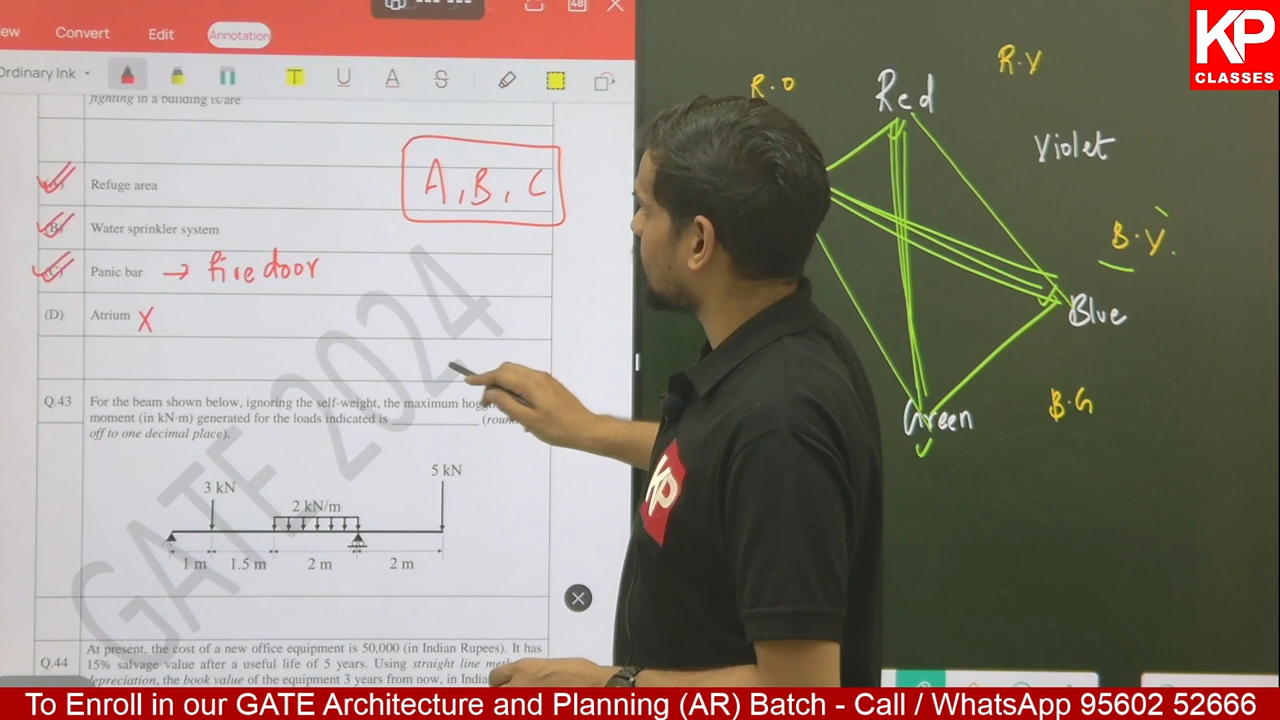 ew Convert Edit Annotation
Ordinary Ink
48
fighting in a building is/are
Refuge area
A, B, C
(B) Water sprinkler system
(C) Panic bar → fire door
(D) Atrium X
Q.43 For the beam shown below, ignoring the self-weight, the maximum hogg
moment (in kN-m) generated for the loads indicated is ____________ (roun
off to one decimal place).
5 kN
3 kN
2 kN/m
1 m 1.5 m 2 m 2 m
GATE 2024
Q.44 At present, the cost of a new office equipment is 50,000 (in Indian Rupees). It has
15% salvage value after a useful life of 5 years. Using straight line meth
depreciation, the book value of the equipment 3 years from now, in India
R.O
R.Y
Red
Violet
B.Y.
Blue
B.G
Green
KP
KP
CLASSES
To Enroll in our GATE Architecture and Planning (AR) Batch - Call / WhatsApp 95602 52666